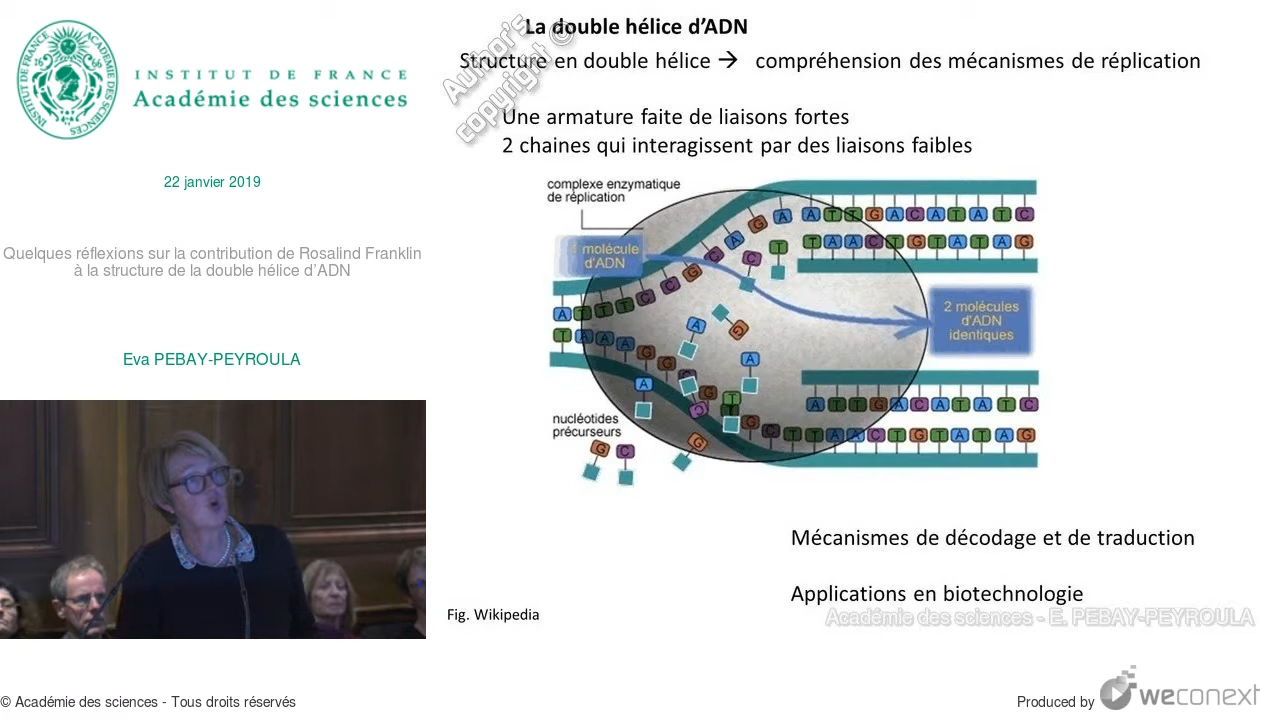 INSTITUT DE FRANCE
Académie des sciences
22 janvier 2019
Quelques réflexions sur la contribution de Rosalind Franklin
à la structure de la double hélice d'ADN
Eva PEBAY-PEYROULA
La double hélice d'ADN
Author's
copyright ©
Structure en double hélice → compréhension des mécanismes de réplication
Une armature faite de liaisons fortes
2 chaines qui interagissent par des liaisons faibles
complexe enzymatique
de réplication
molécule
d'ADN
A T T G A C A T A T C
T A A C T G T A T A G
2 molécules
d'ADN
identiques
nucléotides
précurseurs
A T T G A C A T A T C
T A A C T G T A T A G
Mécanismes de décodage et de traduction
Applications en biotechnologie
Fig. Wikipedia
Académie des sciences - E. PEBAY-PEYROULA
© Académie des sciences - Tous droits réservés
Produced by weconext